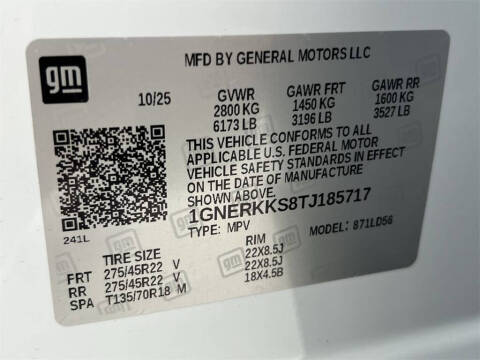 gm
MFD BY GENERAL MOTORS LLC
10/25 GVWR GAWR FRT GAWR RR
2800 KG 1450 KG 1600 KG
6173 LB 3196 LB 3527 LB
THIS VEHICLE CONFORMS TO ALL
APPLICABLE U.S. FEDERAL MOTOR
VEHICLE SAFETY STANDARDS IN EFFECT
ON THE DATE OF MANUFACTURE
SHOWN ABOVE.
1GNERKKS8TJ185717
241L TYPE: MPV MODEL: 871LD56
TIRE SIZE RIM
FRT 275/45R22 V 22X8.5J
RR 275/45R22 V 22X8.5J
SPA T135/70R18 M 18X4.5B